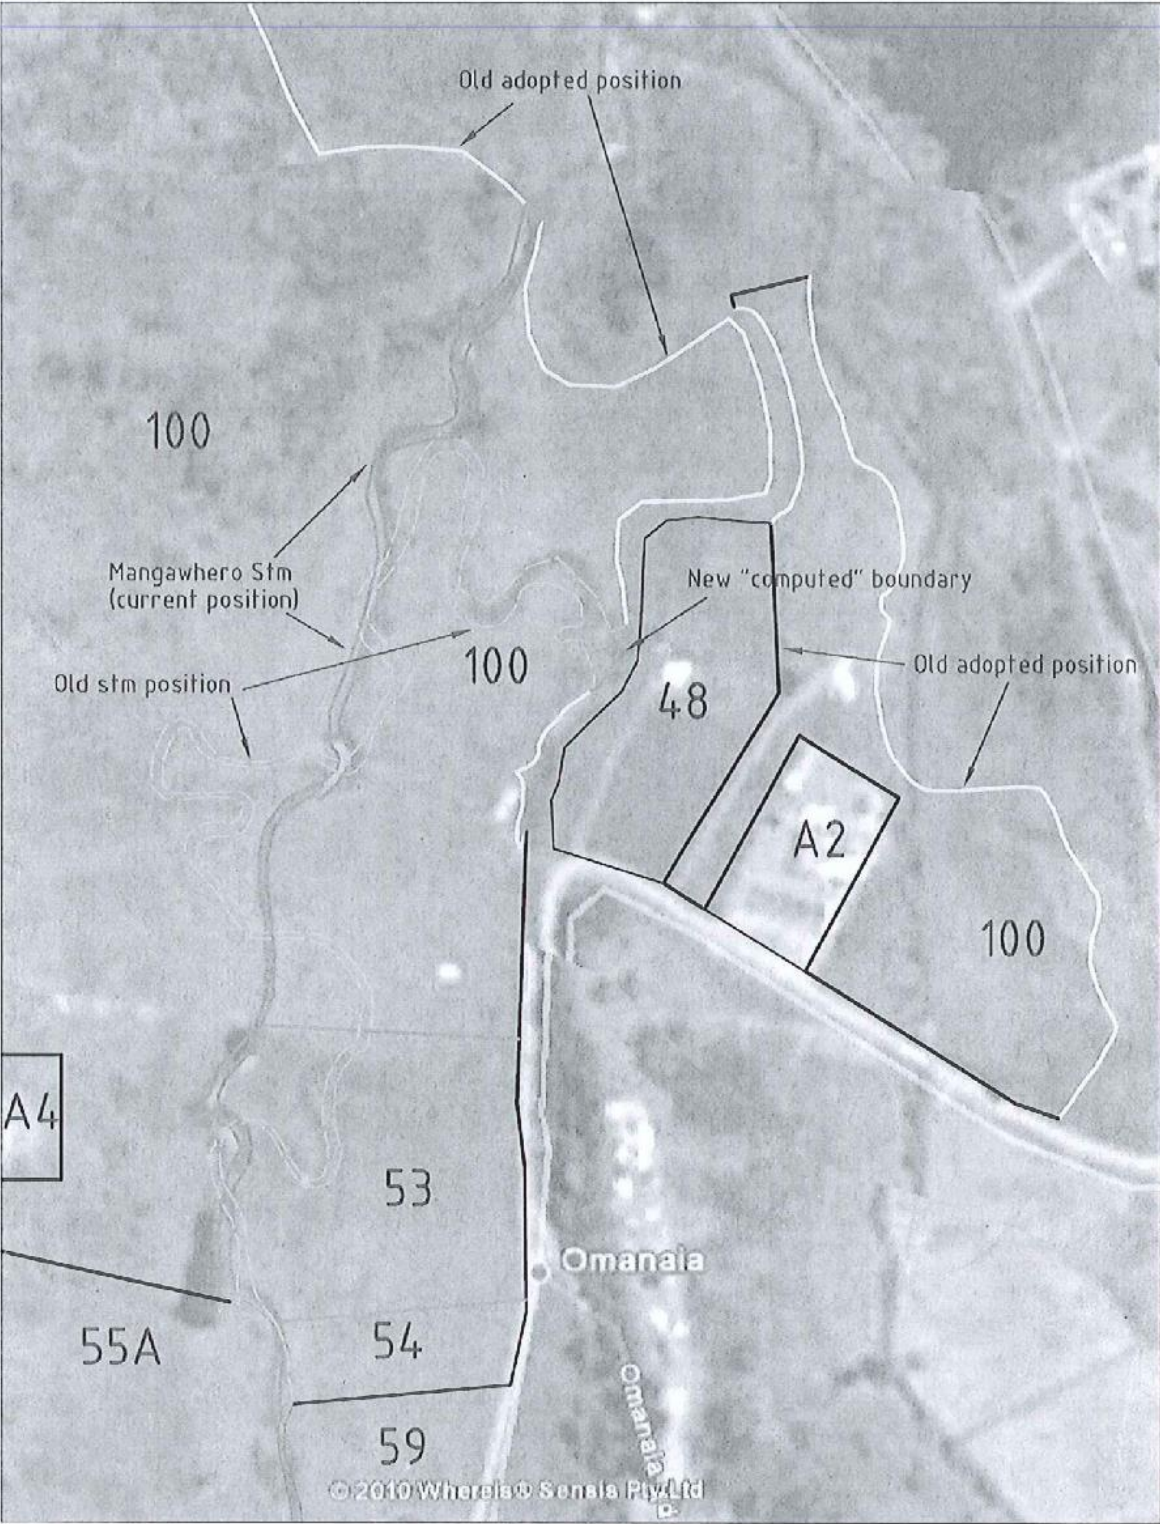 Old adopted position
100
Mangawhero Stm
(current position)
New "computed" boundary
Old stm position
100
Old adopted position
48
A2
100
A4
53
Omanaia
55A
54
Omanaia Rd
59
© 2010 Whereis® Sensis Pty Ltd